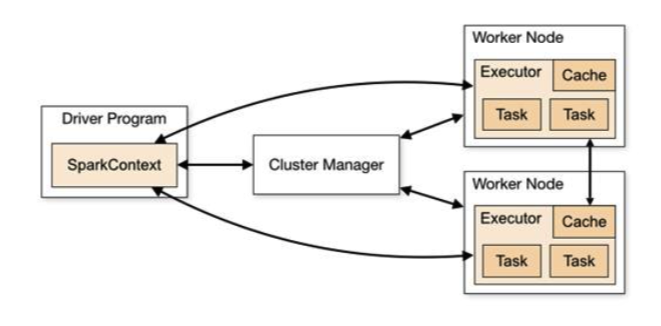 Driver Program
SparkContext
Cluster Manager
Worker Node
Executor
Cache
Task
Task
Worker Node
Executor
Cache
Task
Task